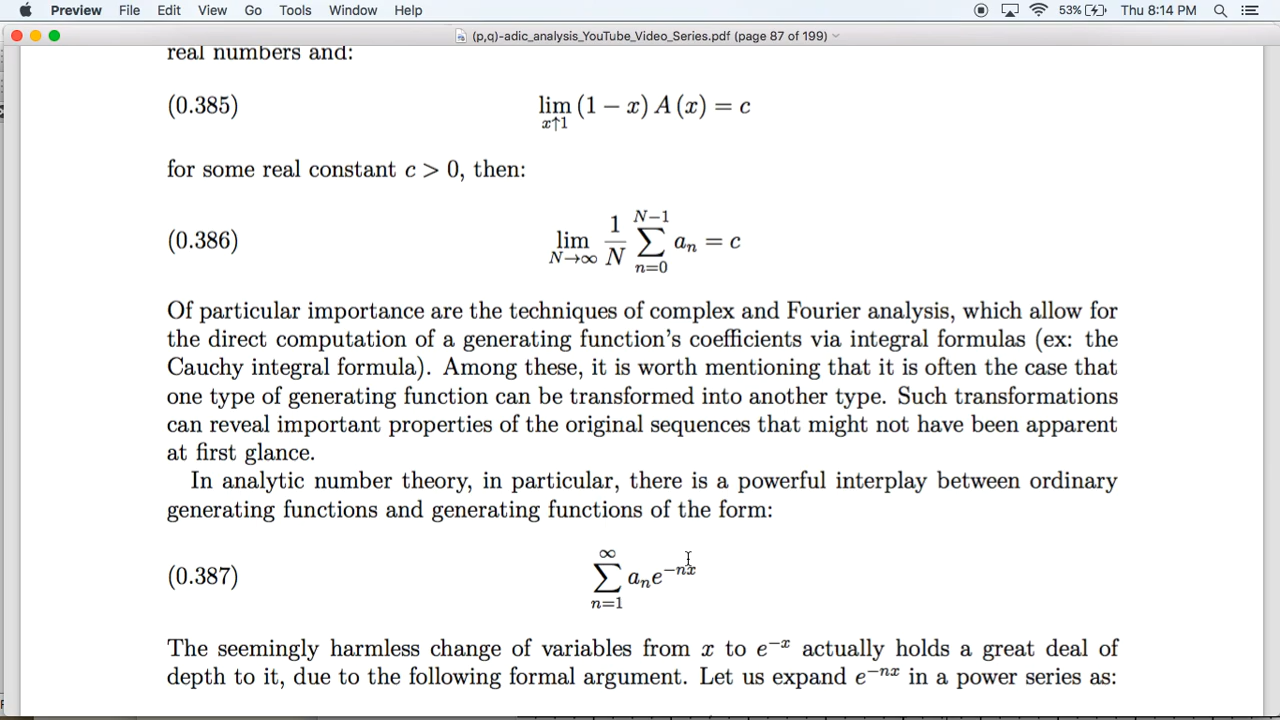 Preview File Edit View Go Tools Window Help 53% Thu 8:14 PM
(p,q)-adic_analysis_YouTube_Video_Series.pdf (page 87 of 199)
real numbers and:
(0.385) lim x↑1 (1 − x) A (x) = c
for some real constant c > 0, then:
(0.386) lim N→∞ 1/N ∑ n=0 N−1 aₙ = c
Of particular importance are the techniques of complex and Fourier analysis, which allow for
the direct computation of a generating function's coefficients via integral formulas (ex: the
Cauchy integral formula). Among these, it is worth mentioning that it is often the case that
one type of generating function can be transformed into another type. Such transformations
can reveal important properties of the original sequences that might not have been apparent
at first glance.
In analytic number theory, in particular, there is a powerful interplay between ordinary
generating functions and generating functions of the form:
(0.387) ∑ n=1 ∞ aₙe⁻ⁿˣ
The seemingly harmless change of variables from x to e⁻ˣ actually holds a great deal of
depth to it, due to the following formal argument. Let us expand e⁻ⁿˣ in a power series as: